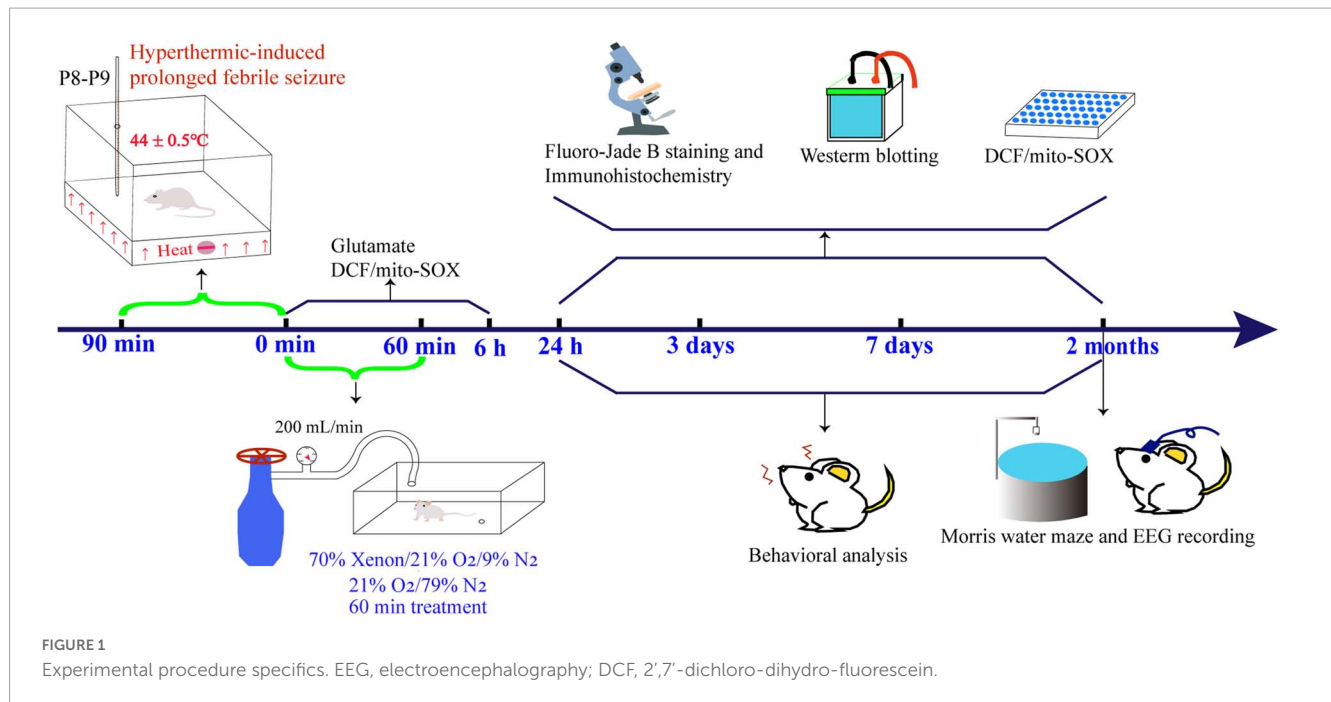 P8-P9
Hyperthermic-induced
prolonged febrile seizure
44 ± 0.5°C
Heat
Fluoro-Jade B staining and
Immunohistochemistry
Westerm blotting
DCF/mito-SOX
Glutamate
DCF/mito-SOX
90 min
0 min
60 min
6 h
24 h
3 days
7 days
2 months
200 mL/min
70% Xenon/21% O2/9% N2
21% O2/79% N2
60 min treatment
Behavioral analysis
Morris water maze and EEG recording
FIGURE 1
Experimental procedure specifics. EEG, electroencephalography; DCF, 2′,7′-dichloro-dihydro-fluorescein.